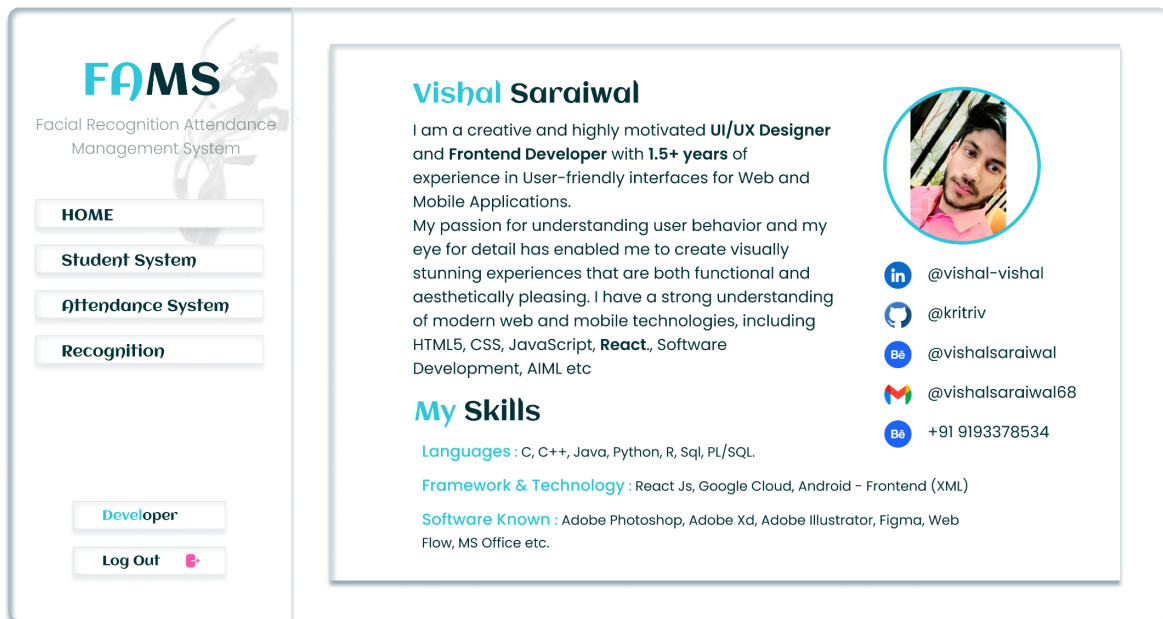 FAMS
Facial Recognition Attendance
Management System
HOME
Student System
Attendance System
Recognition
Developer
Log Out
Vishal Saraiwal
I am a creative and highly motivated UI/UX Designer
and Frontend Developer with 1.5+ years of
experience in User-friendly interfaces for Web and
Mobile Applications.
My passion for understanding user behavior and my
eye for detail has enabled me to create visually
stunning experiences that are both functional and
aesthetically pleasing. I have a strong understanding
of modern web and mobile technologies, including
HTML5, CSS, JavaScript, React., Software
Development, AIML etc
My Skills
Languages : C, C++, Java, Python, R, Sql, PL/SQL.
Framework & Technology : React Js, Google Cloud, Android - Frontend (XML)
Software Known : Adobe Photoshop, Adobe Xd, Adobe Illustrator, Figma, Web
Flow, MS Office etc.
in @vishal-vishal
@kritriv
Bē @vishalsaraiwal
@vishalsaraiwal68
Bē +91 9193378534